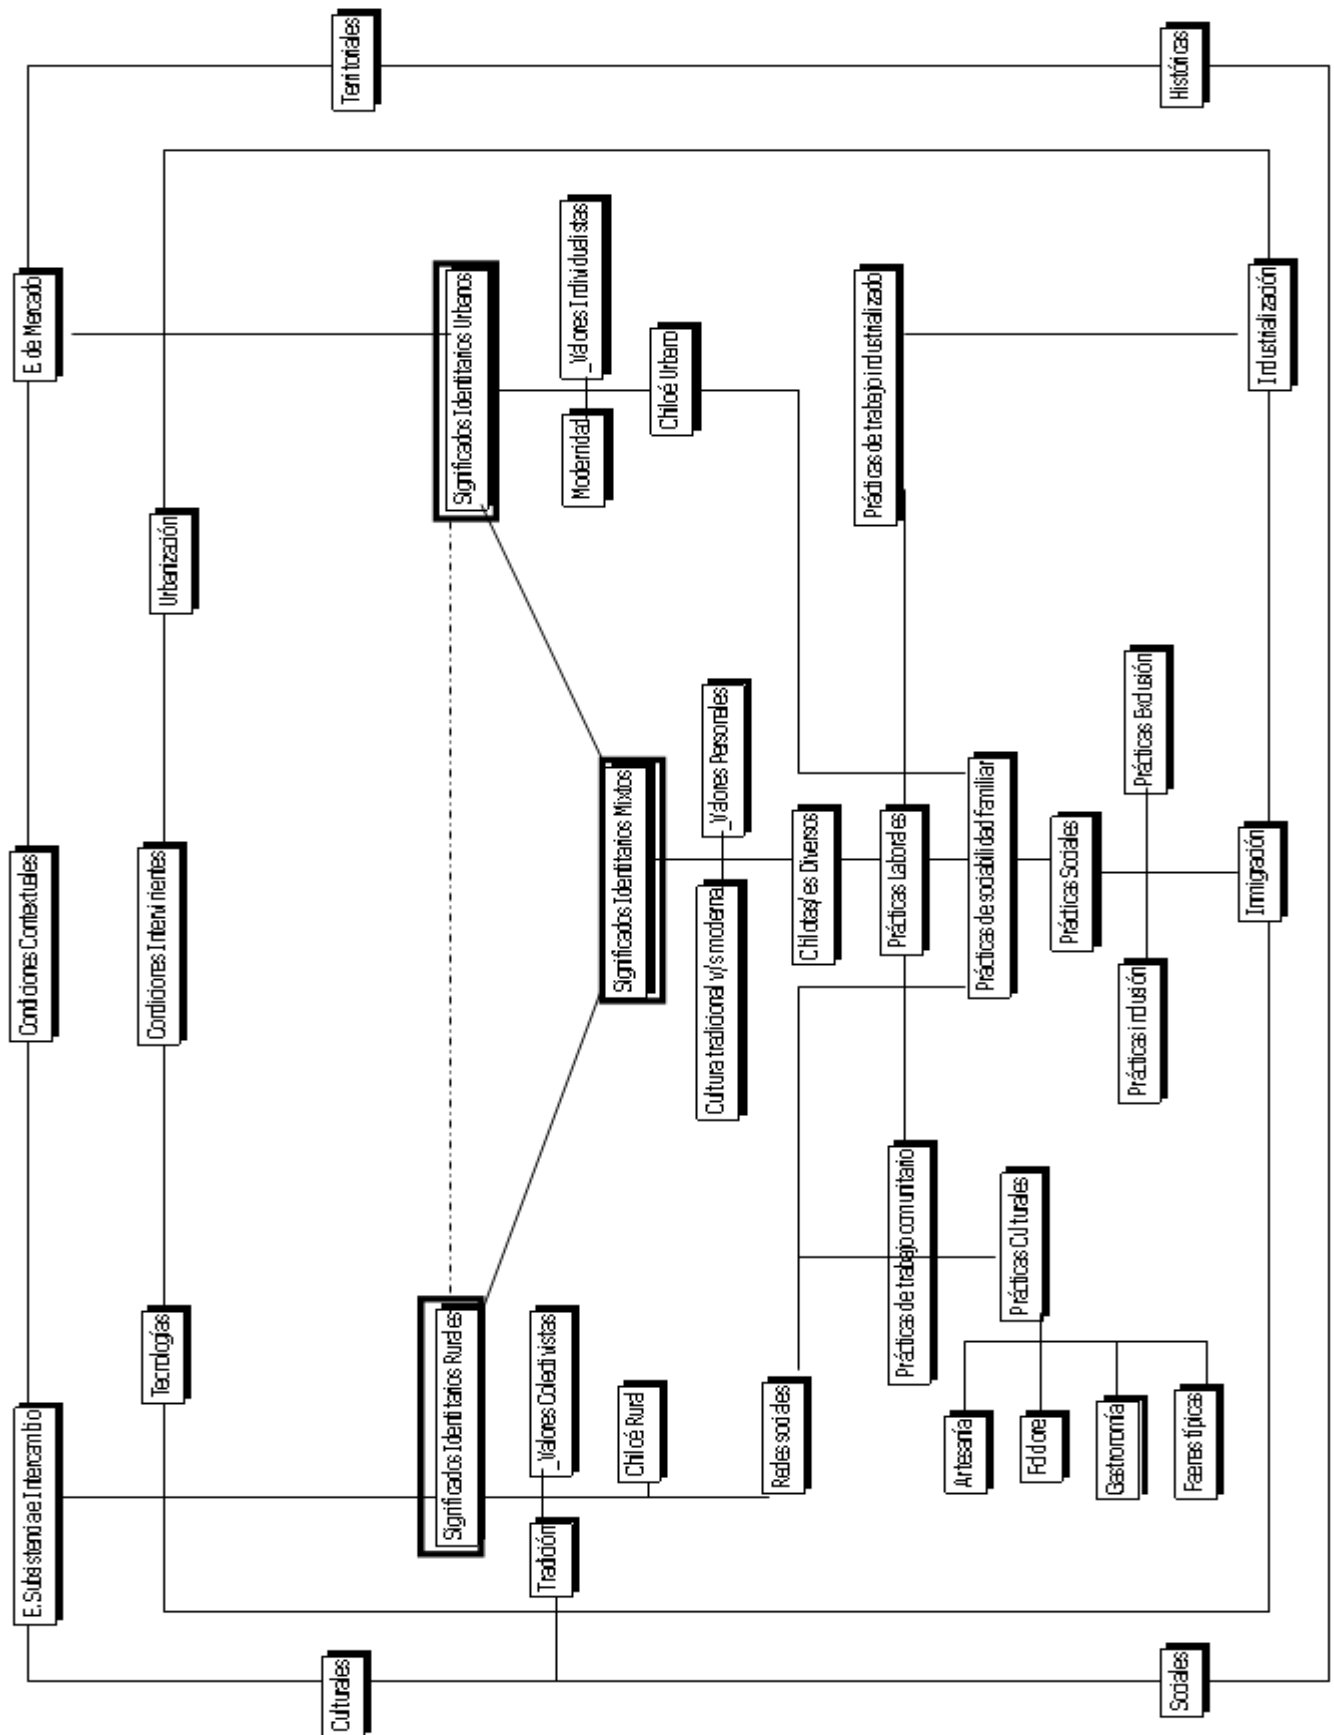 Condiciones Contextuales
E. Subsistencia e Intercambio
E. de Mercado
Culturales
Territoriales
Condiciones Intervinientes
Tecnologías
Urbanización
Significados Identitarios Rurales
Significados Identitarios Urbanos
Tradición
_Valores Colectivistas
Modernidad
_Valores Individualistas
Significados Identitarios Mixtos
Chiloé Rural
Chiloé Urbano
Cultura tradicional y/s moderna
_Valores Personales
Redes sociales
Chilotas/es Diversos
Prácticas de trabajo comunitario
Prácticas Laborales
Prácticas de trabajo industrializado
Prácticas de sociabilidad familiar
Prácticas Culturales
Artesanía
Folclore
Gastronomía
Faenas típicas
Prácticas Sociales
Prácticas inclusión
Prácticas Exclusión
Inmigración
Industrialización
Sociales
Históricas